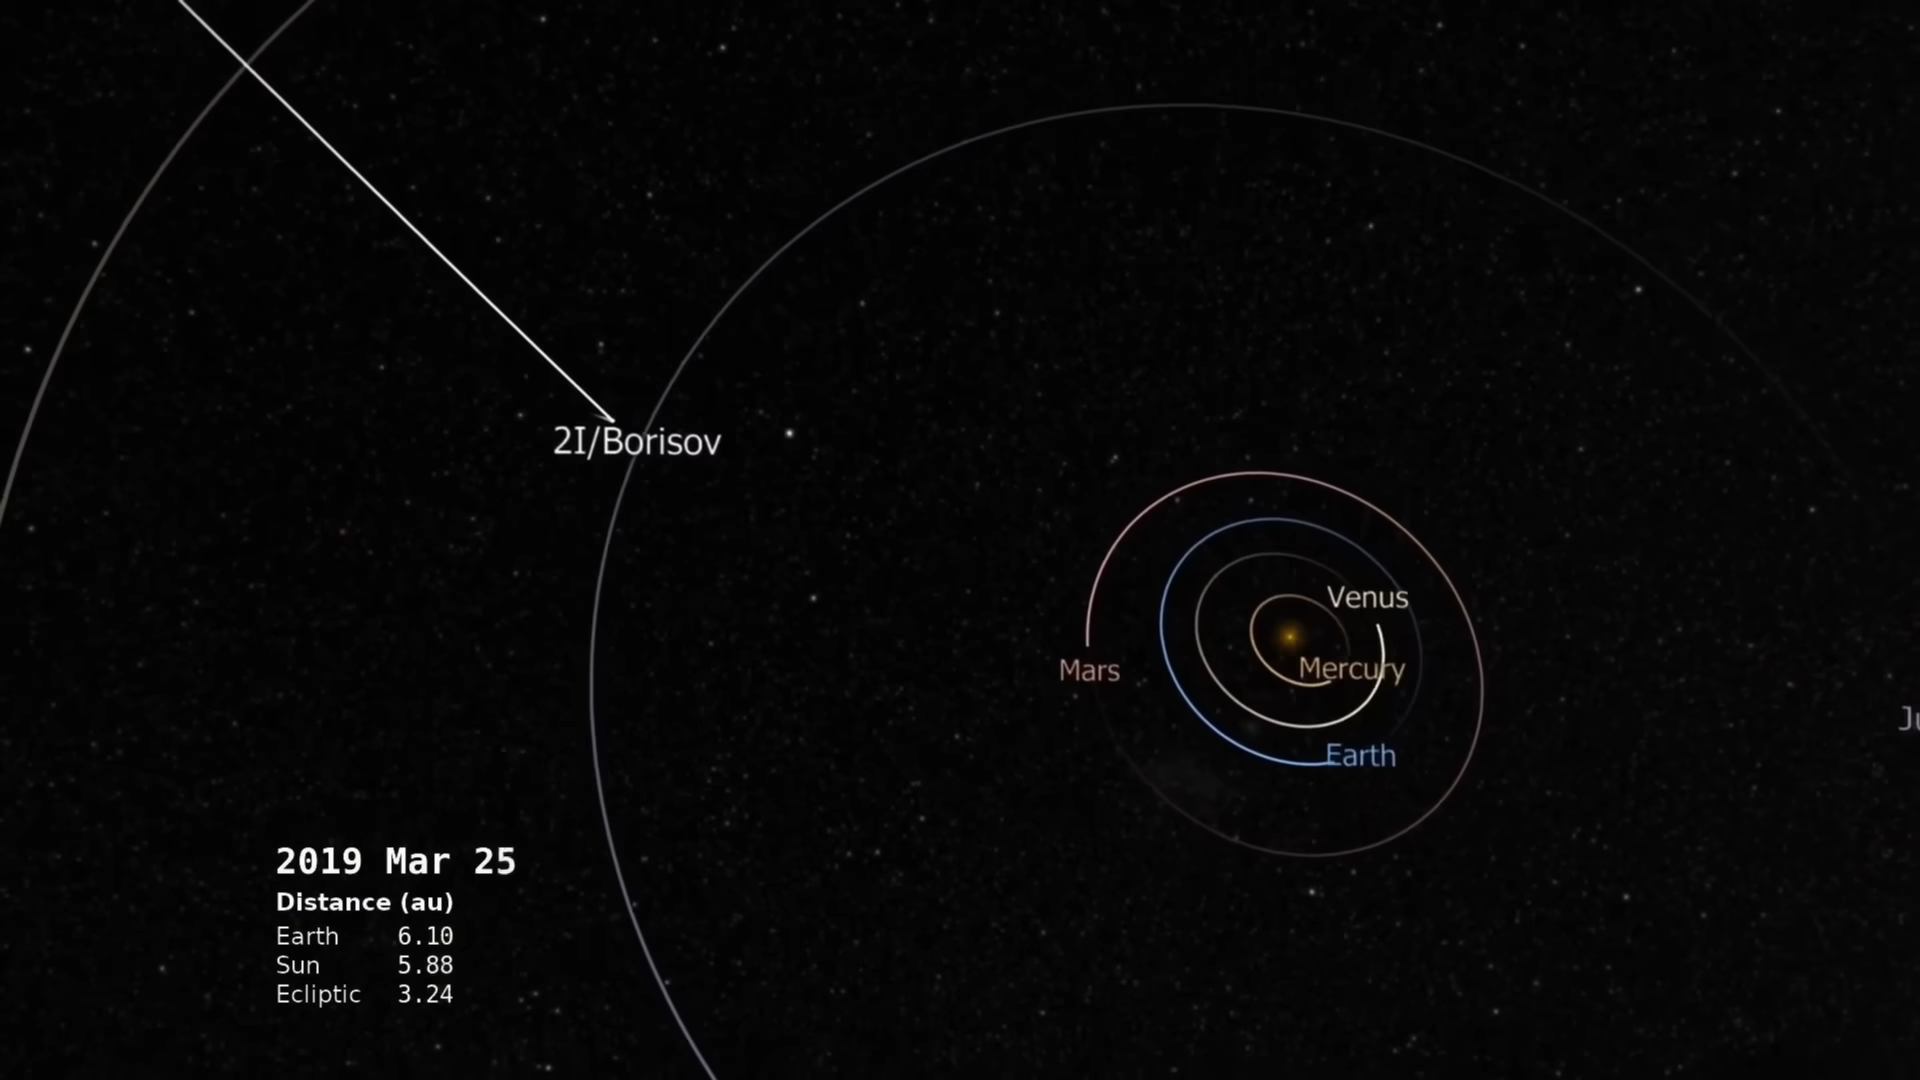 2I/Borisov
Venus
Mercury
Mars
Ju
Earth
2019 Mar 25
Distance (au)
Earth 6.10
Sun 5.88
Ecliptic 3.24